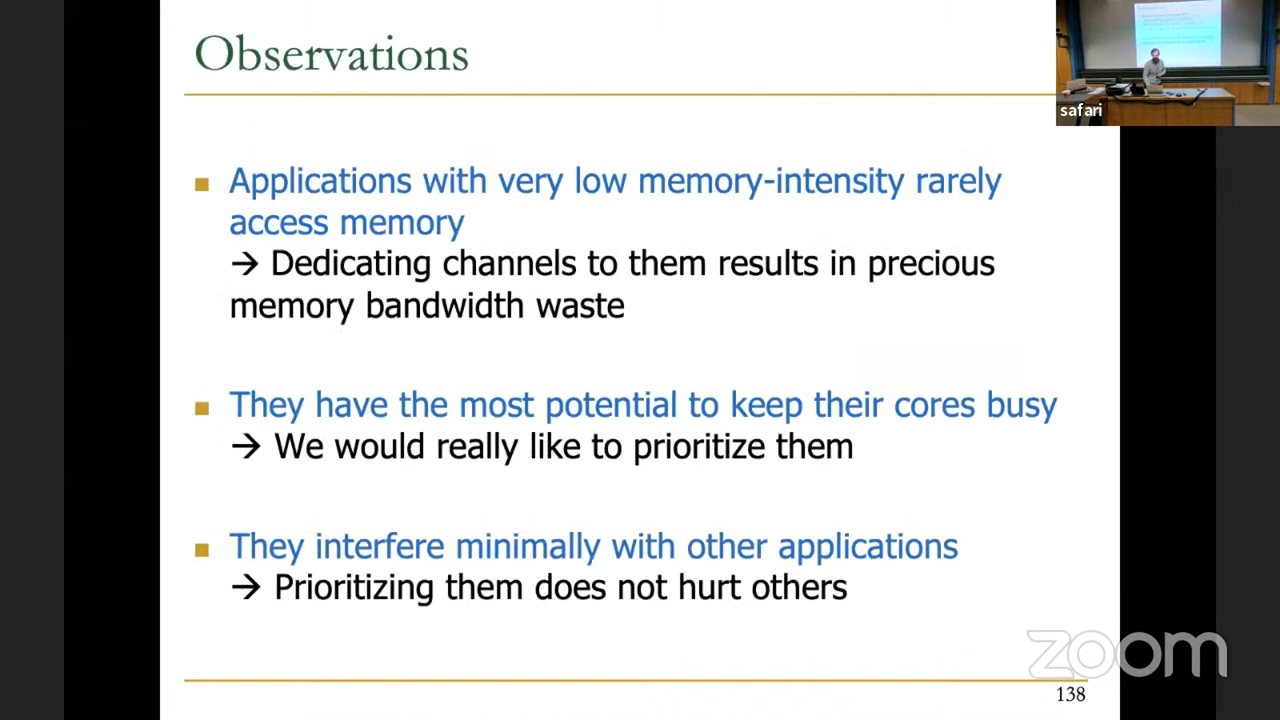 Observations
safari
■ Applications with very low memory-intensity rarely
access memory
→ Dedicating channels to them results in precious
memory bandwidth waste
■ They have the most potential to keep their cores busy
→ We would really like to prioritize them
■ They interfere minimally with other applications
→ Prioritizing them does not hurt others
zoom
138